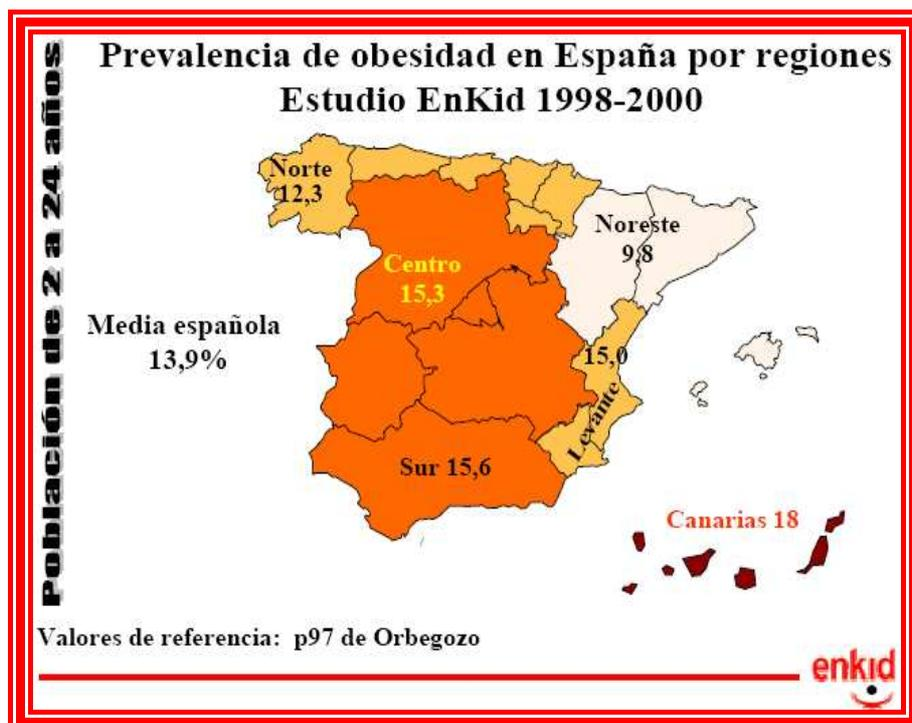 Prevalencia de obesidad en España por regiones
Estudio EnKid 1998-2000
Población de 2 a 24 años
Norte
12,3
Noreste
9,8
Centro
15,3
Media española
13,9%
15,0
Levante
Sur 15,6
Canarias 18
Valores de referencia: p97 de Orbegozo
enkid